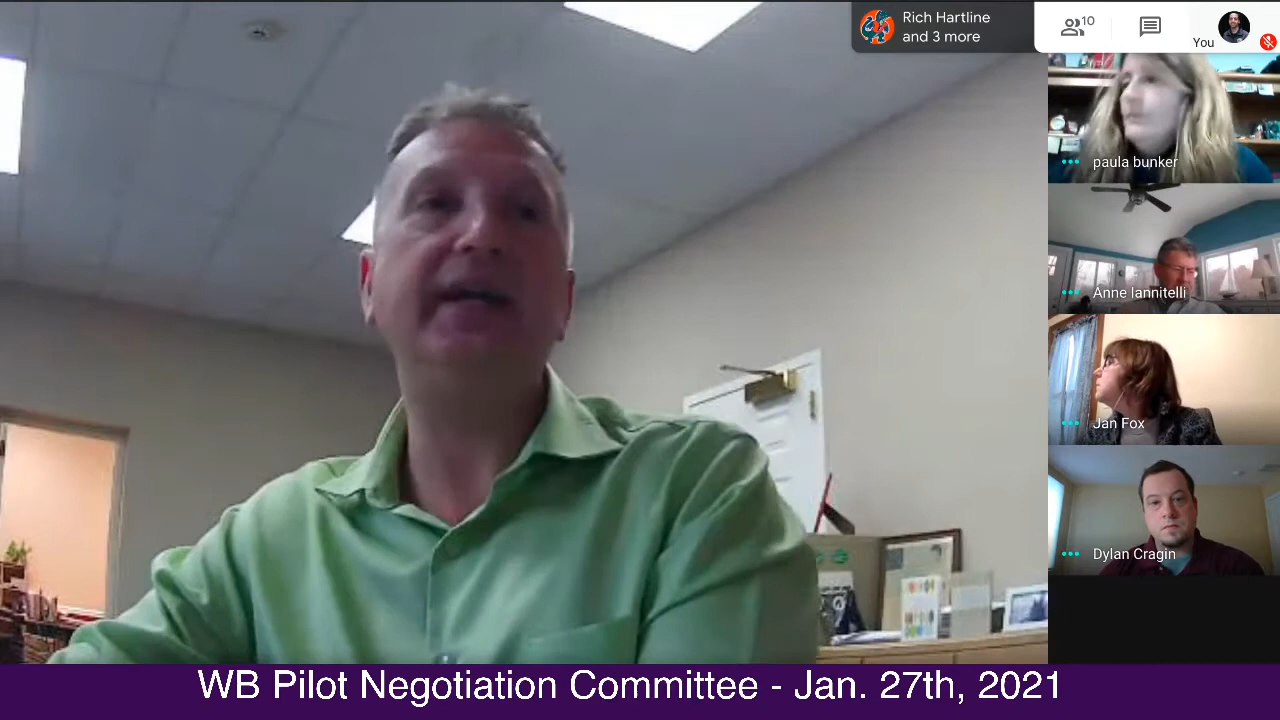 Rich Hartline
and 3 more
10
You
paula bunker
Anne Iannitelli
Jan Fox
Dylan Cragin
WB Pilot Negotiation Committee - Jan. 27th, 2021